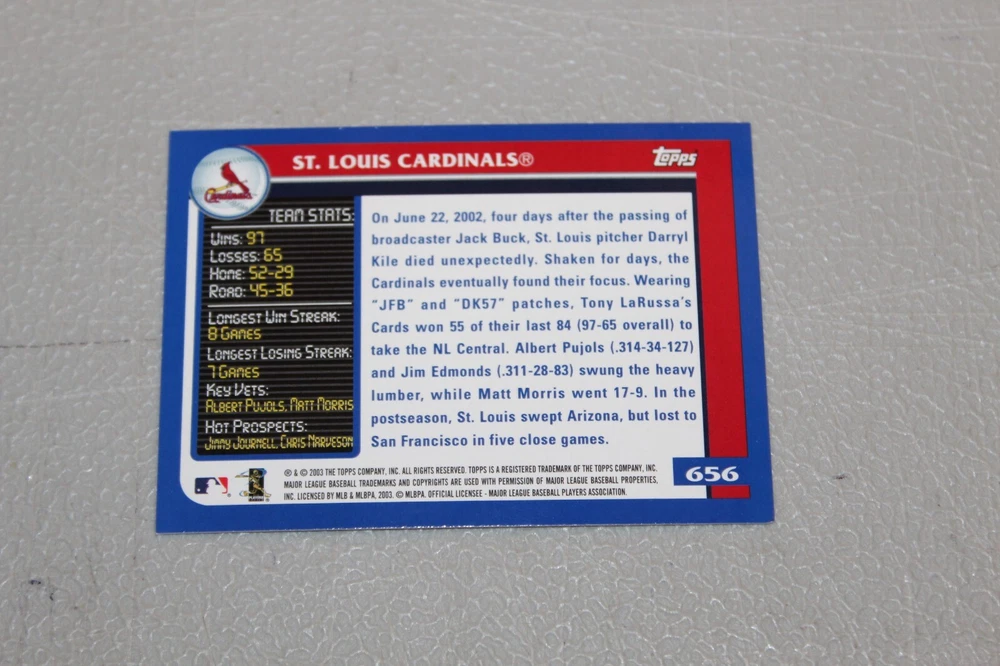 ST. LOUIS CARDINALS®
Topps
Cardinals
TEAM STATS:
WINS: 97
LOSSES: 65
HOME: 52-29
ROAD: 45-36
LONGEST WIN STREAK:
8 GAMES
LONGEST LOSING STREAK:
7 GAMES
KEY VETS:
ALBERT PUJOLS, MATT MORRIS
HOT PROSPECTS:
JIMMY JOURNELL, CHRIS NARVESON
On June 22, 2002, four days after the passing of
broadcaster Jack Buck, St. Louis pitcher Darryl
Kile died unexpectedly. Shaken for days, the
Cardinals eventually found their focus. Wearing
"JFB" and "DK57" patches, Tony LaRussa's
Cards won 55 of their last 84 (97-65 overall) to
take the NL Central. Albert Pujols (.314-34-127)
and Jim Edmonds (.311-28-83) swung the heavy
lumber, while Matt Morris went 17-9. In the
postseason, St. Louis swept Arizona, but lost to
San Francisco in five close games.
656
® & © 2003 THE TOPPS COMPANY, INC. ALL RIGHTS RESERVED. TOPPS IS A REGISTERED TRADEMARK OF THE TOPPS COMPANY, INC.
MAJOR LEAGUE BASEBALL TRADEMARKS AND COPYRIGHTS ARE USED WITH PERMISSION OF MAJOR LEAGUE BASEBALL PROPERTIES,
INC. LICENSED BY MLB & MLBPA, 2003. © MLBPA. OFFICIAL LICENSEE - MAJOR LEAGUE BASEBALL PLAYERS ASSOCIATION.